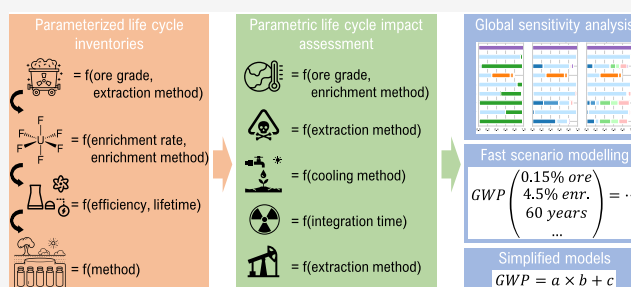 Parameterized life cycle
inventories
= f(ore grade,
extraction method)
F
F F
U
F F
F
= f(enrichment rate,
enrichment method)
= f(efficiency, lifetime)
= f(method)
Parametric life cycle impact
assessment
= f(ore grade,
enrichment method)
= f(extraction method)
= f(cooling method)
= f(integration time)
= f(extraction method)
Global sensitivity analysis
Fast scenario modelling
0.15% ore
4.5% enr.
GWP = ⋯
60 years
...
Simplified models
GWP = a × b + c